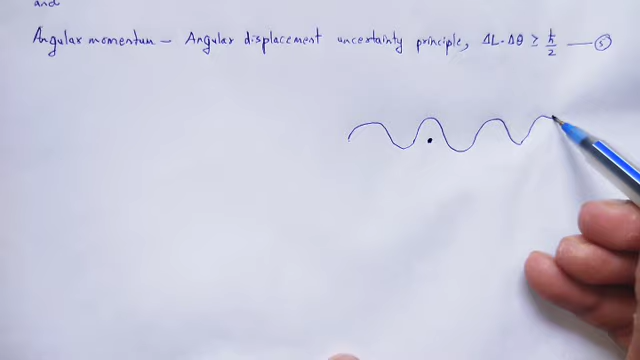 and
Angular momentum – Angular displacement uncertainty principle, ΔL·Δθ ≥ ℏ/2 —— ⑤